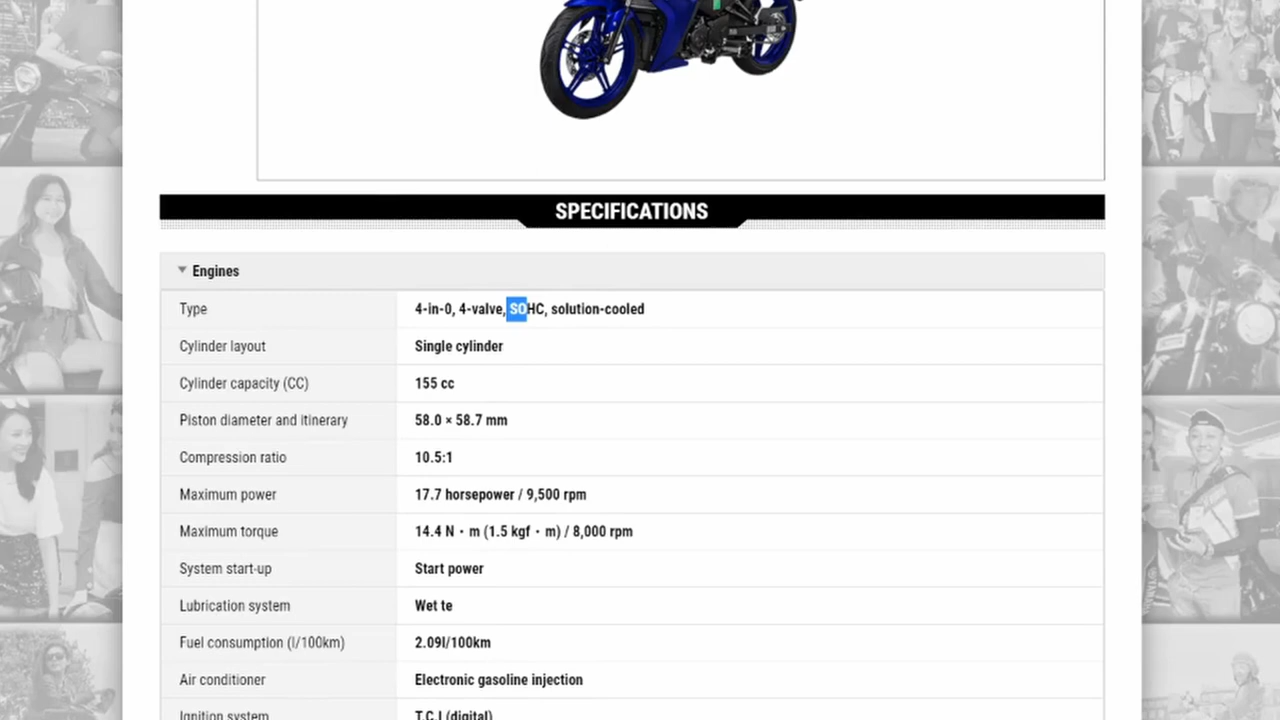 SPECIFICATIONS
Engines
Type 4-in-0, 4-valve, SOHC, solution-cooled
Cylinder layout Single cylinder
Cylinder capacity (CC) 155 cc
Piston diameter and itinerary 58.0 × 58.7 mm
Compression ratio 10.5:1
Maximum power 17.7 horsepower / 9,500 rpm
Maximum torque 14.4 N・m (1.5 kgf・m) / 8,000 rpm
System start-up Start power
Lubrication system Wet te
Fuel consumption (l/100km) 2.09l/100km
Air conditioner Electronic gasoline injection
Ignition system T.C.I (digital)